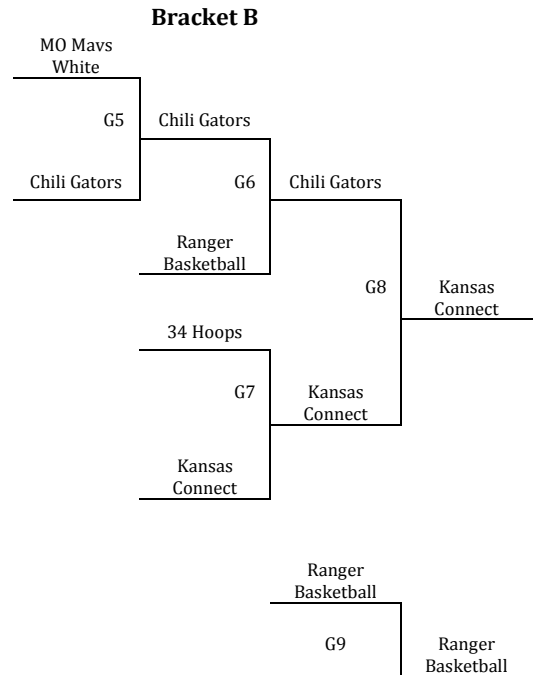 Bracket B
MO Mavs
White
G5
Chili Gators
Chili Gators
G6
Chili Gators
Ranger
Basketball
G8
Kansas
Connect
34 Hoops
G7
Kansas
Connect
Kansas
Connect
Ranger
Basketball
G9
Ranger
Basketball